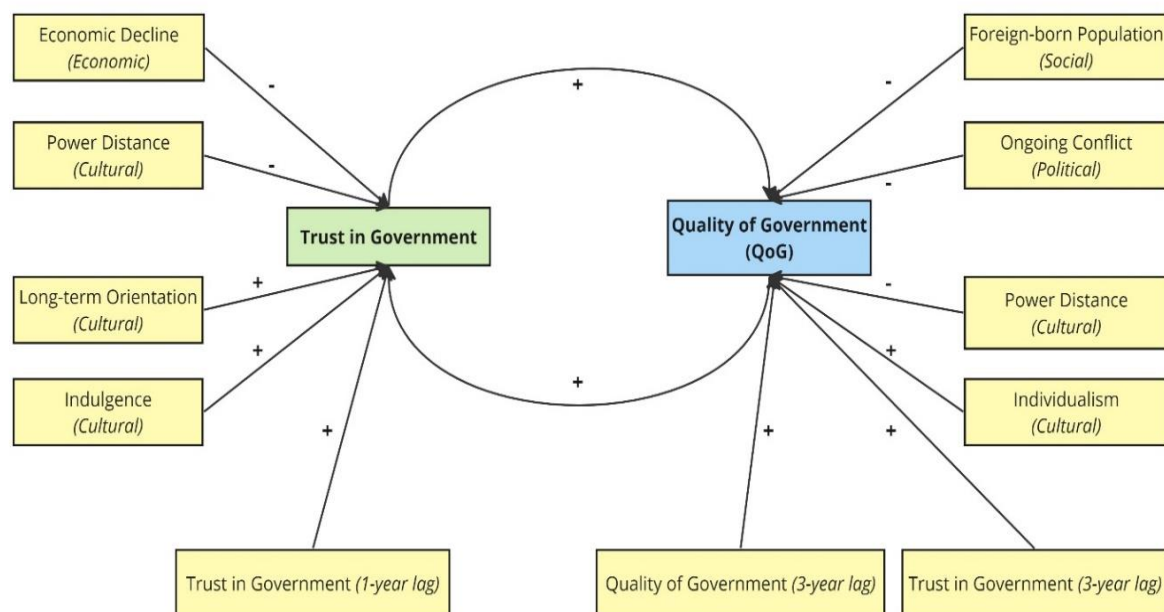 Economic Decline
(Economic)
Foreign-born Population
(Social)
-
+
-
Power Distance
(Cultural)
-
Ongoing Conflict
(Political)
-
Trust in Government
Quality of Government
(QoG)
Long-term Orientation
(Cultural)
+
-
Power Distance
(Cultural)
+
+
Indulgence
(Cultural)
+
Individualism
(Cultural)
+
+
+
Trust in Government (1-year lag)
Quality of Government (3-year lag)
Trust in Government (3-year lag)